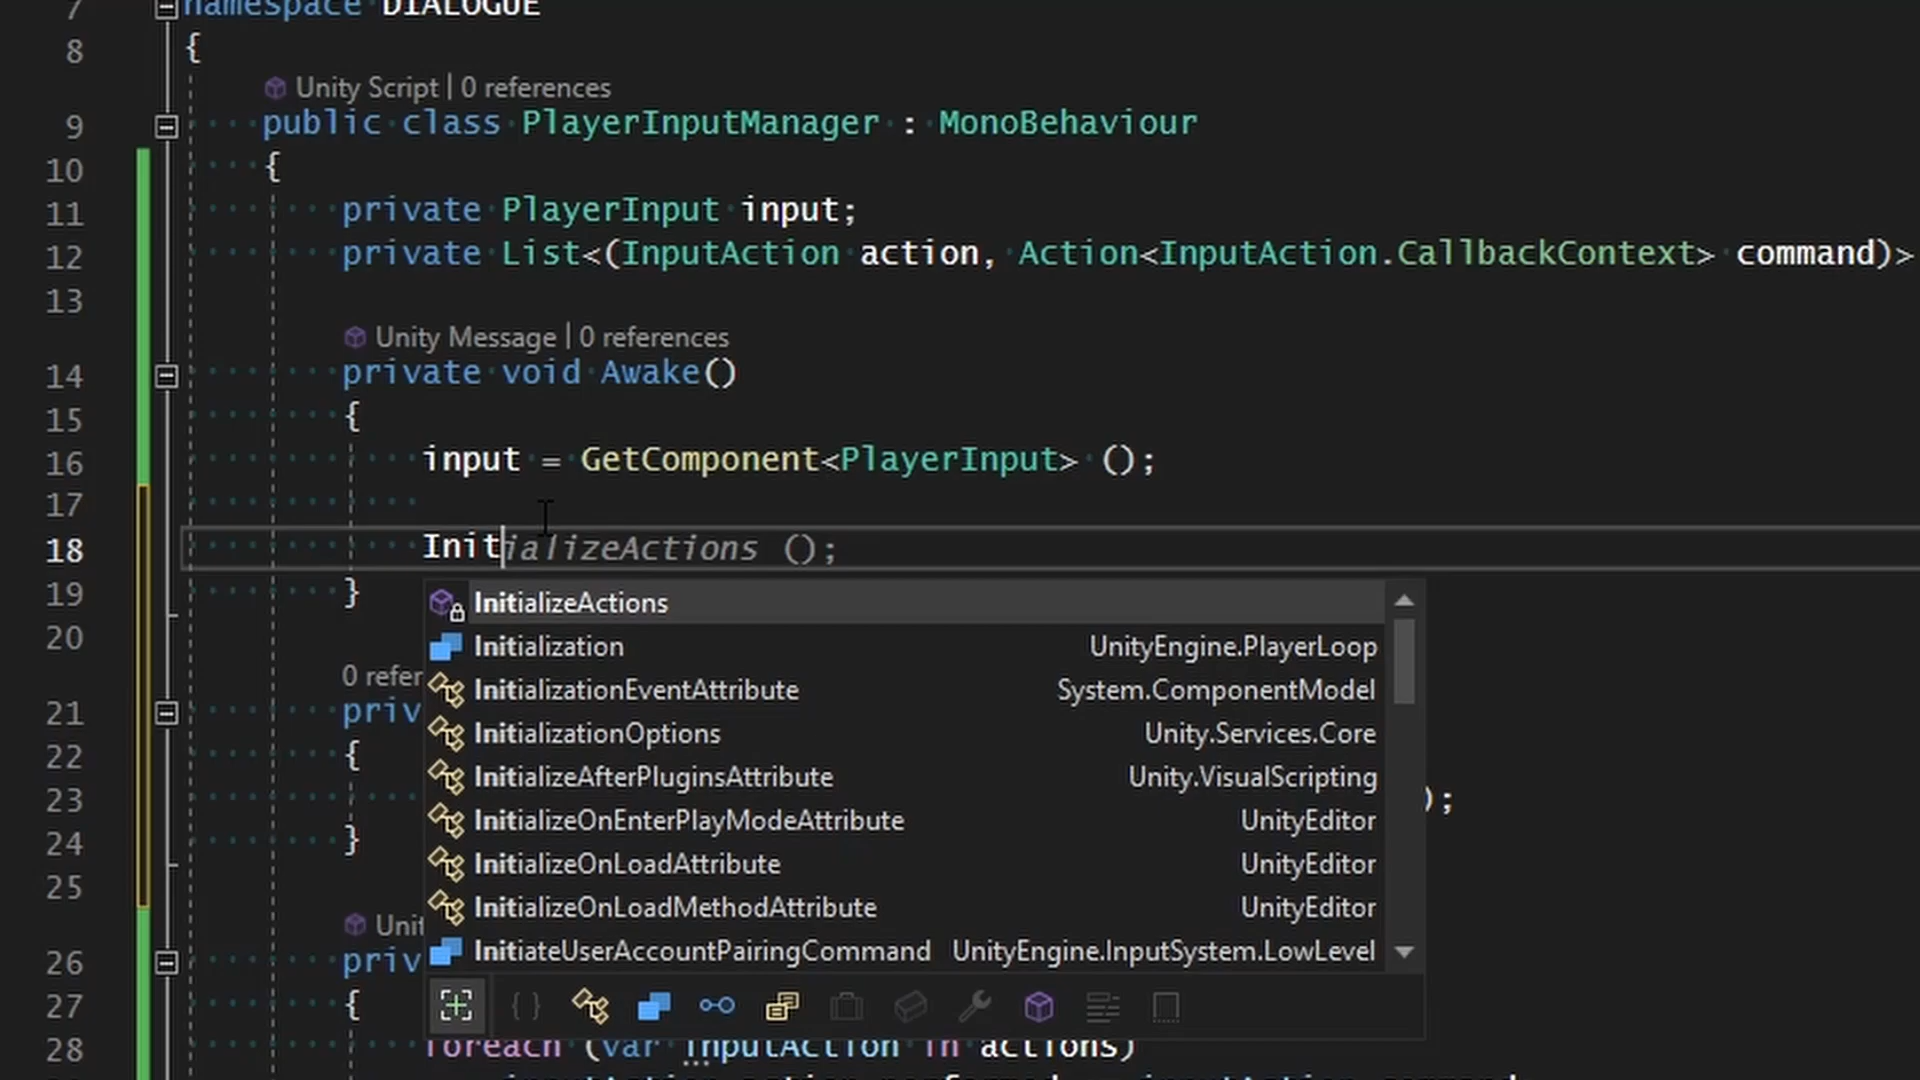 7 namespace DIALOGUE
8 {
Unity Script | 0 references
9 public class PlayerInputManager : MonoBehaviour
10 {
11 private PlayerInput input;
12 private List<(InputAction action, Action<InputAction.CallbackContext> command)>
13
Unity Message | 0 references
14 private void Awake()
15 {
16 input = GetComponent<PlayerInput> ();
17
18 InitializeActions ();
19 }
InitializeActions
20
Initialization UnityEngine.PlayerLoop
0 refer
InitializationEventAttribute System.ComponentModel
21 priv
InitializationOptions Unity.Services.Core
22 {
InitializeAfterPluginsAttribute Unity.VisualScripting
23 );
InitializeOnEnterPlayModeAttribute UnityEditor
24 }
InitializeOnLoadAttribute UnityEditor
25
InitializeOnLoadMethodAttribute UnityEditor
Unit
InitiateUserAccountPairingCommand UnityEngine.InputSystem.LowLevel
26 priv
27 {
28 foreach (var inputAction in actions)